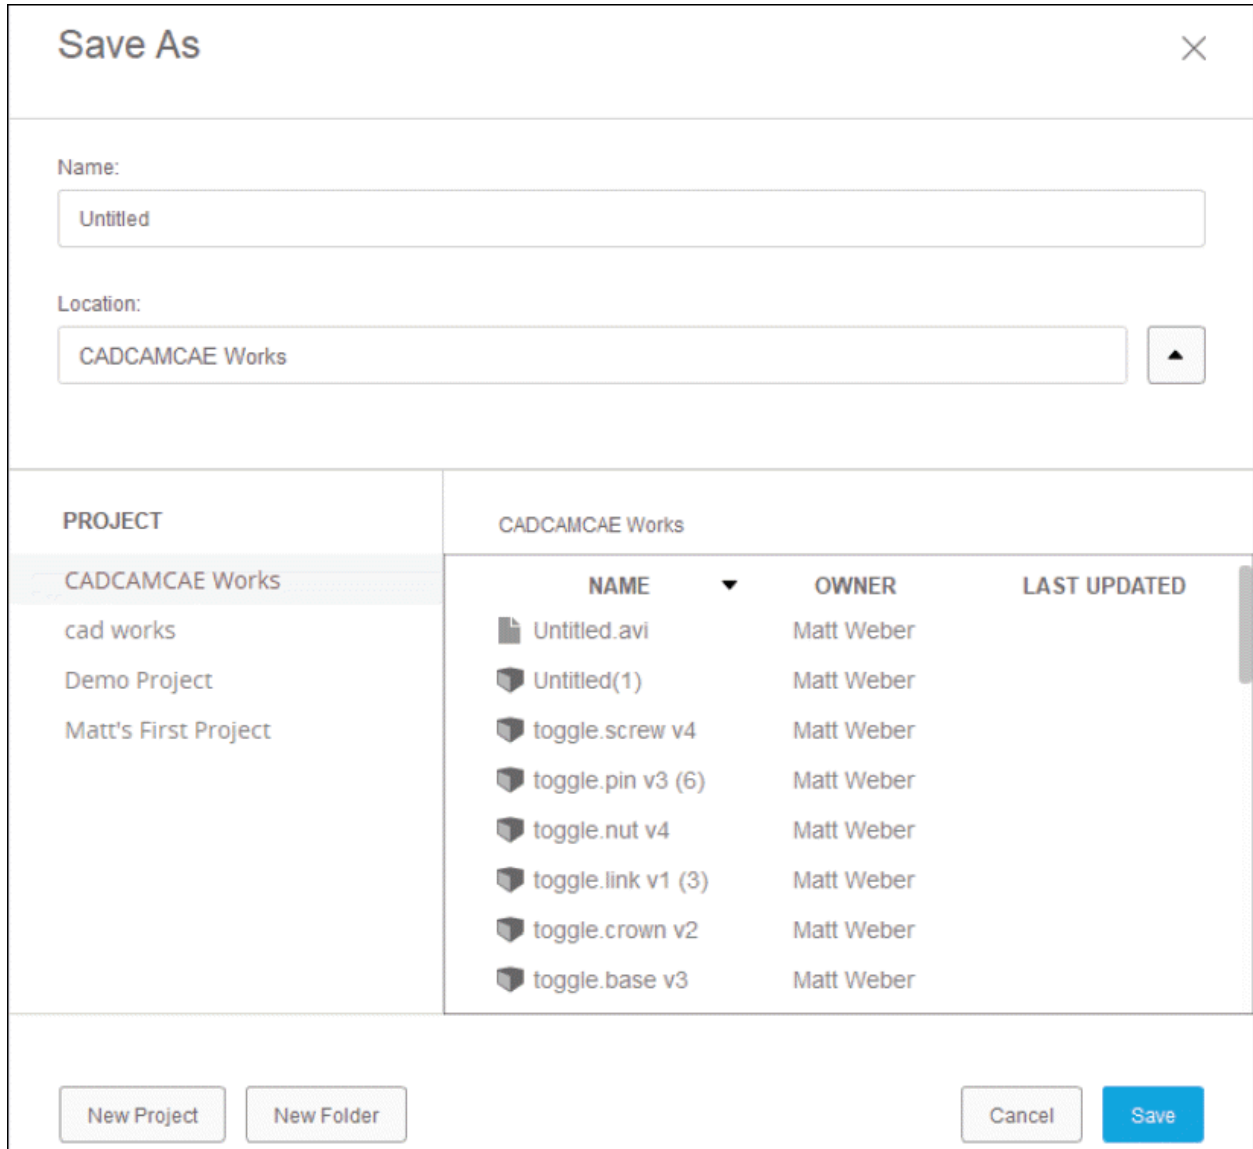 Save As
Name:
Untitled
Location:
CADCAMCAE Works
PROJECT
CADCAMCAE Works
cad works
Demo Project
Matt's First Project
CADCAMCAE Works
NAME OWNER LAST UPDATED
Untitled.avi Matt Weber
Untitled(1) Matt Weber
toggle.screw v4 Matt Weber
toggle.pin v3 (6) Matt Weber
toggle.nut v4 Matt Weber
toggle.link v1 (3) Matt Weber
toggle.crown v2 Matt Weber
toggle.base v3 Matt Weber
New Project New Folder Cancel Save